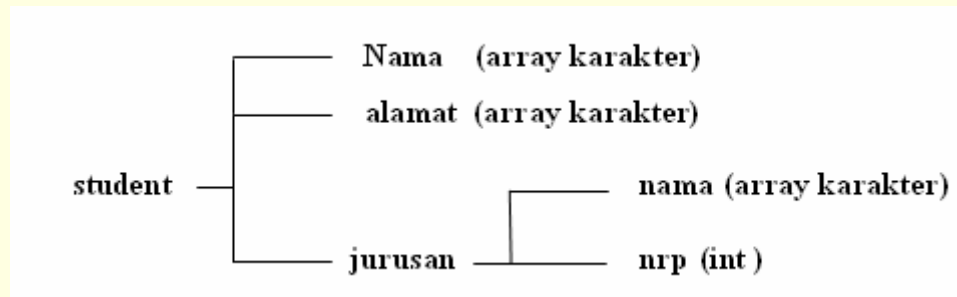 Nama (array karakter)
alamat (array karakter)
student
nama (array karakter)
jurusan
nrp (int )